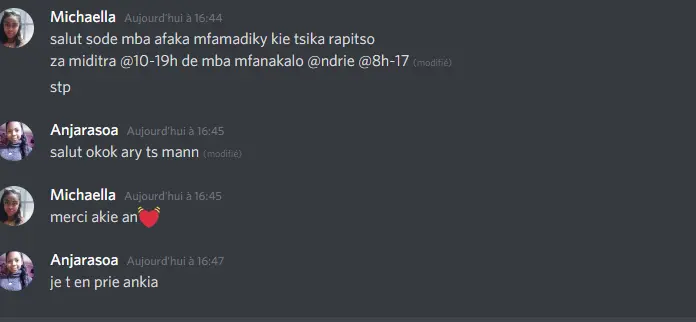 Michaella Aujourd'hui à 16:44
salut sode mba afaka mfamadiky kie tsika rapitso
za miditra @10-19h de mba mfanakalo @ndrie @8h-17 (modifié)
stp
Anjarasoa Aujourd'hui à 16:45
salut okok ary ts mann (modifié)
Michaella Aujourd'hui à 16:45
merci akie an💓
Anjarasoa Aujourd'hui à 16:47
je t en prie ankia